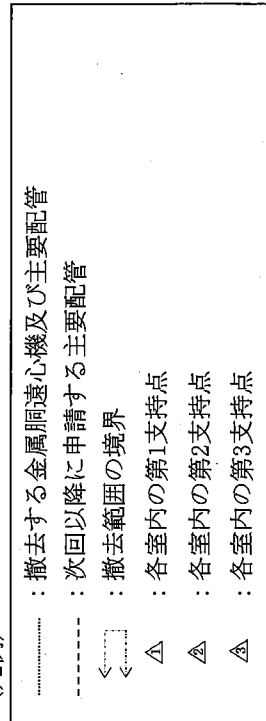 ：撤去する金属胴遠心機及び主要配管
：次回以降に申請する主要配管
：撤去範囲の境界
1：各室内の第1支持点
2：各室内の第2支持点
3：各室内の第3支持点